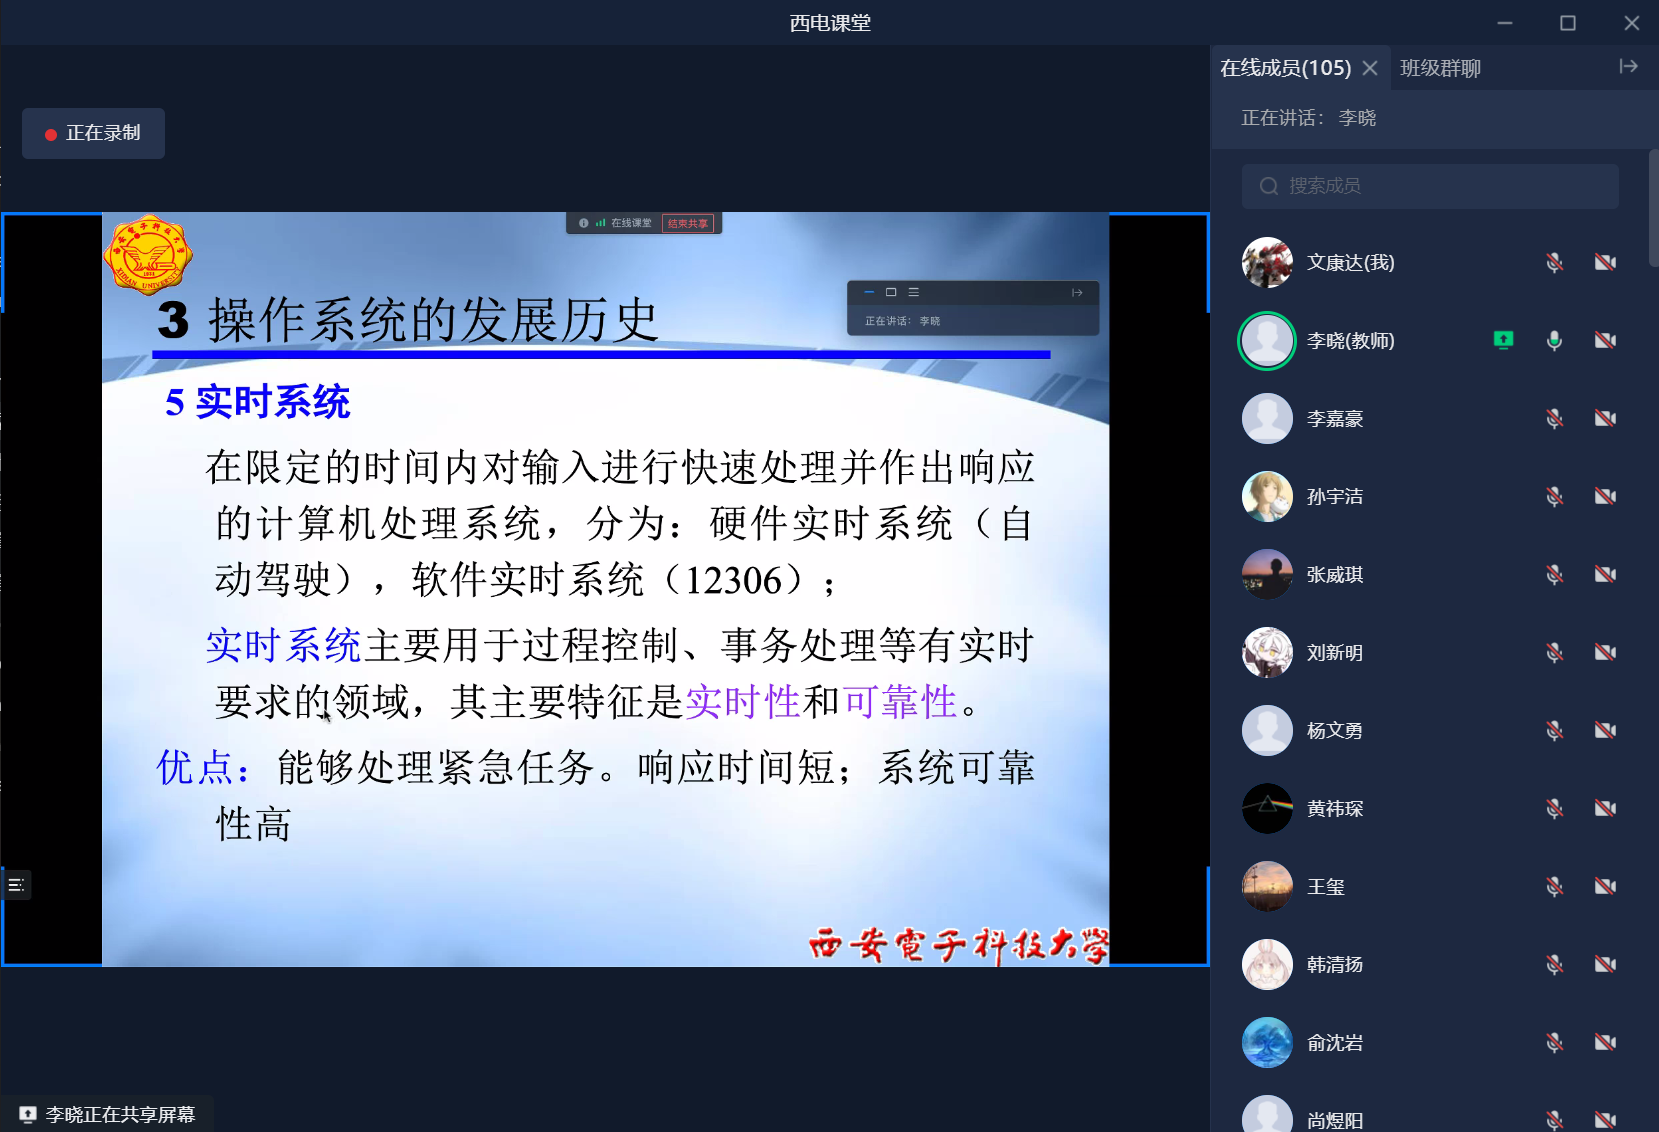 西电课堂
正在录制
在线课堂 结束共享
3 操作系统的发展历史
正在讲话: 李晓
5 实时系统
在限定的时间内对输入进行快速处理并作出响应
的计算机处理系统，分为：硬件实时系统（自
动驾驶），软件实时系统（12306）；
实时系统主要用于过程控制、事务处理等有实时
要求的领域，其主要特征是实时性和可靠性。
优点：能够处理紧急任务。响应时间短；系统可靠
性高
西安電子科技大學
李晓正在共享屏幕
在线成员(105) 班级群聊
正在讲话: 李晓
搜索成员
文康达(我)
李晓(教师)
李嘉豪
孙宇洁
张威琪
刘新明
杨文勇
黄祎琛
王玺
韩清扬
俞沈岩
尚煜阳